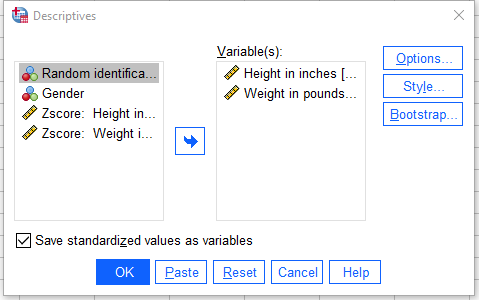 Descriptives
Variable(s):
Random identifica...
Gender
Zscore: Height in...
Zscore: Weight i...
Height in inches [...
Weight in pounds...
Options...
Style...
Bootstrap...
Save standardized values as variables
OK
Paste
Reset
Cancel
Help